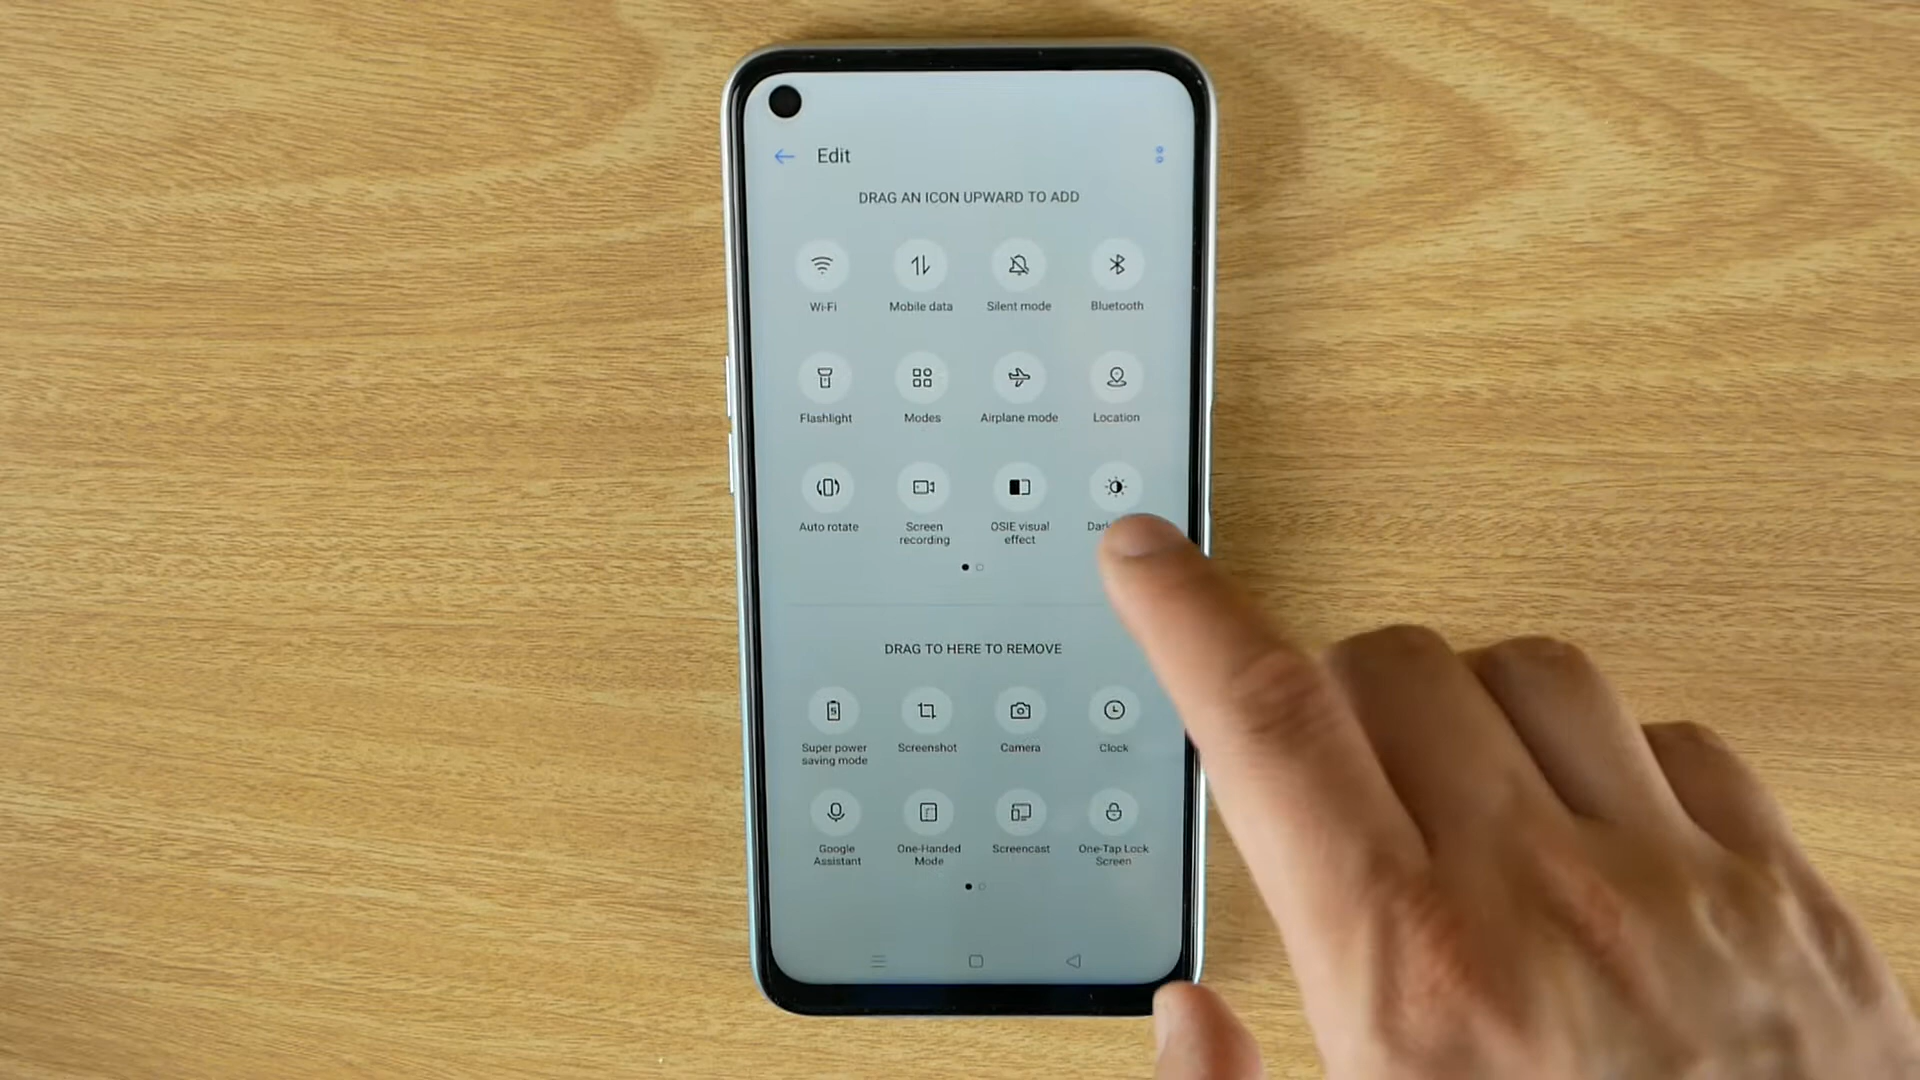 Edit
DRAG AN ICON UPWARD TO ADD
Wi-Fi
Mobile data
Silent mode
Bluetooth
Flashlight
Modes
Airplane mode
Location
Auto rotate
Screen
recording
OSIE visual
effect
DRAG TO HERE TO REMOVE
Super power
saving mode
Screenshot
Camera
Clock
Google
Assistant
One-Handed
Mode
Screencast
One-Tap Lock
Screen